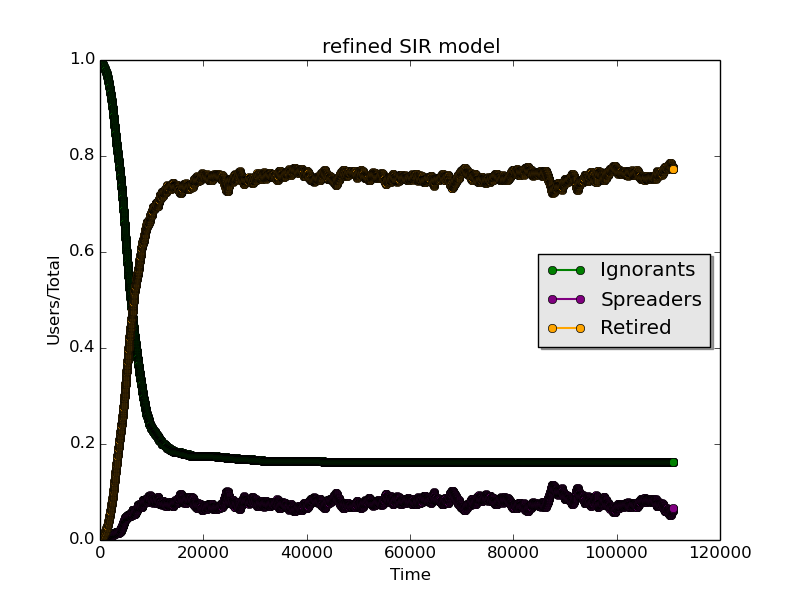 refined SIR model
1.0
0.8
0.6
0.4
0.2
0.0
Users/Total
Ignorants
Spreaders
Retired
0 20000 40000 60000 80000 100000 120000
Time